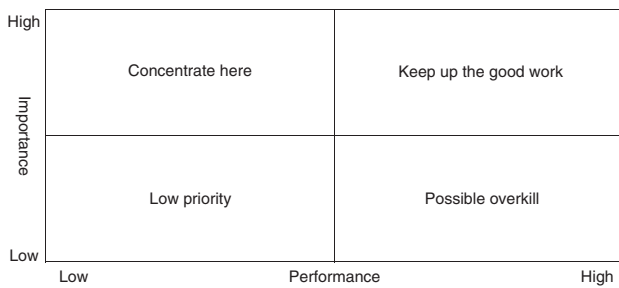 High
Concentrate here
Keep up the good work
Importance
Low priority
Possible overkill
Low
Low
Performance
High